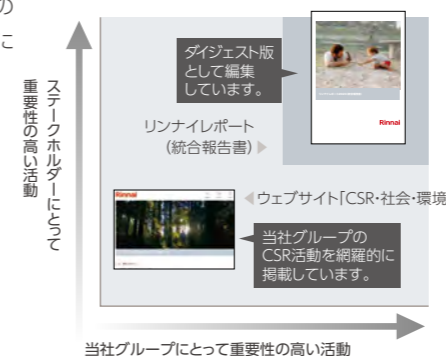 の
に
ステークホルダーにとって
重要性の高い活動
ダイジェスト版
として編集
しています。
Rinnai
リンナイレポート
（統合報告書）▶
Rinnai
◀ウェブサイト「CSR・社会・環境
当社グループの
CSR活動を網羅的に
掲載しています。
当社グループにとって重要性の高い活動